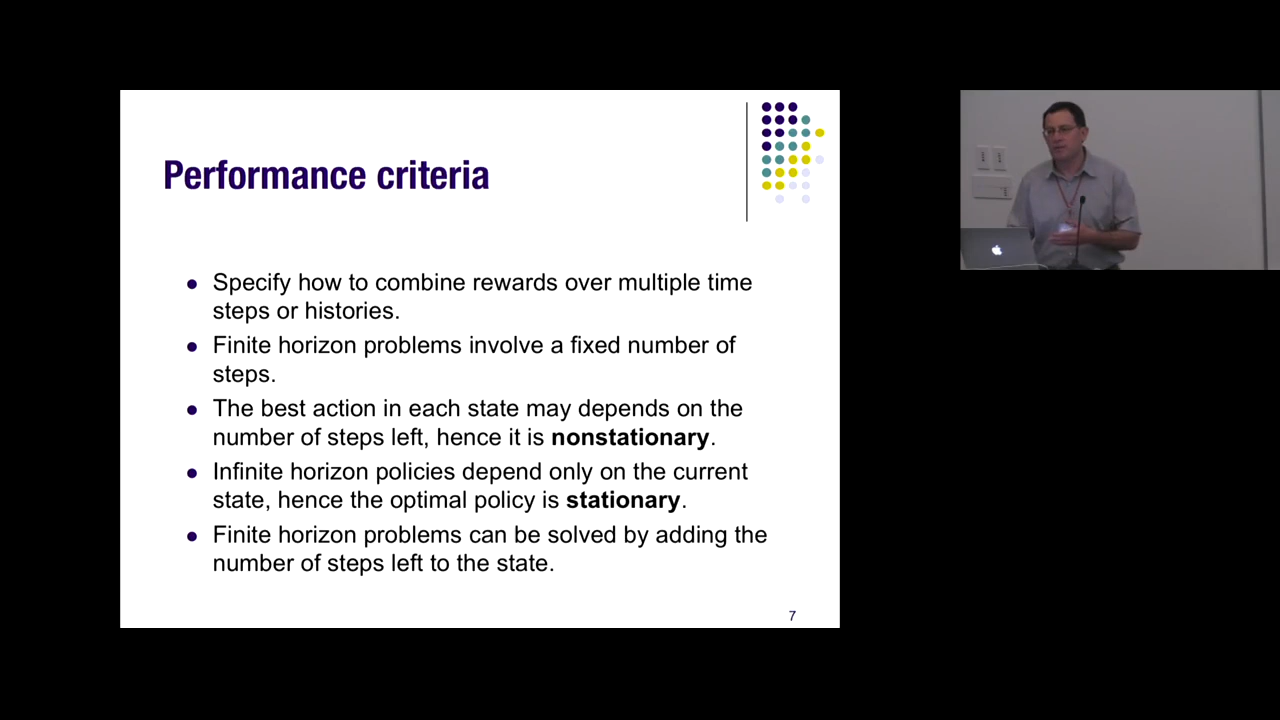 Performance criteria
● Specify how to combine rewards over multiple time
steps or histories.
● Finite horizon problems involve a fixed number of
steps.
● The best action in each state may depends on the
number of steps left, hence it is nonstationary.
● Infinite horizon policies depend only on the current
state, hence the optimal policy is stationary.
● Finite horizon problems can be solved by adding the
number of steps left to the state.
7